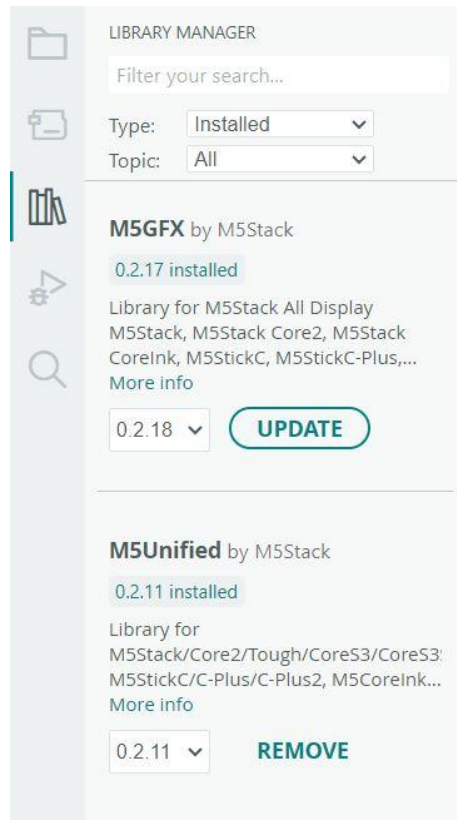 LIBRARY MANAGER
Filter your search...
Type: Installed
Topic: All
M5GFX by M5Stack
0.2.17 installed
Library for M5Stack All Display
M5Stack, M5Stack Core2, M5Stack
CoreInk, M5StickC, M5StickC-Plus,...
More info
0.2.18 UPDATE
M5Unified by M5Stack
0.2.11 installed
Library for
M5Stack/Core2/Tough/CoreS3/CoreS3
M5StickC/C-Plus/C-Plus2, M5CoreInk...
More info
0.2.11 REMOVE